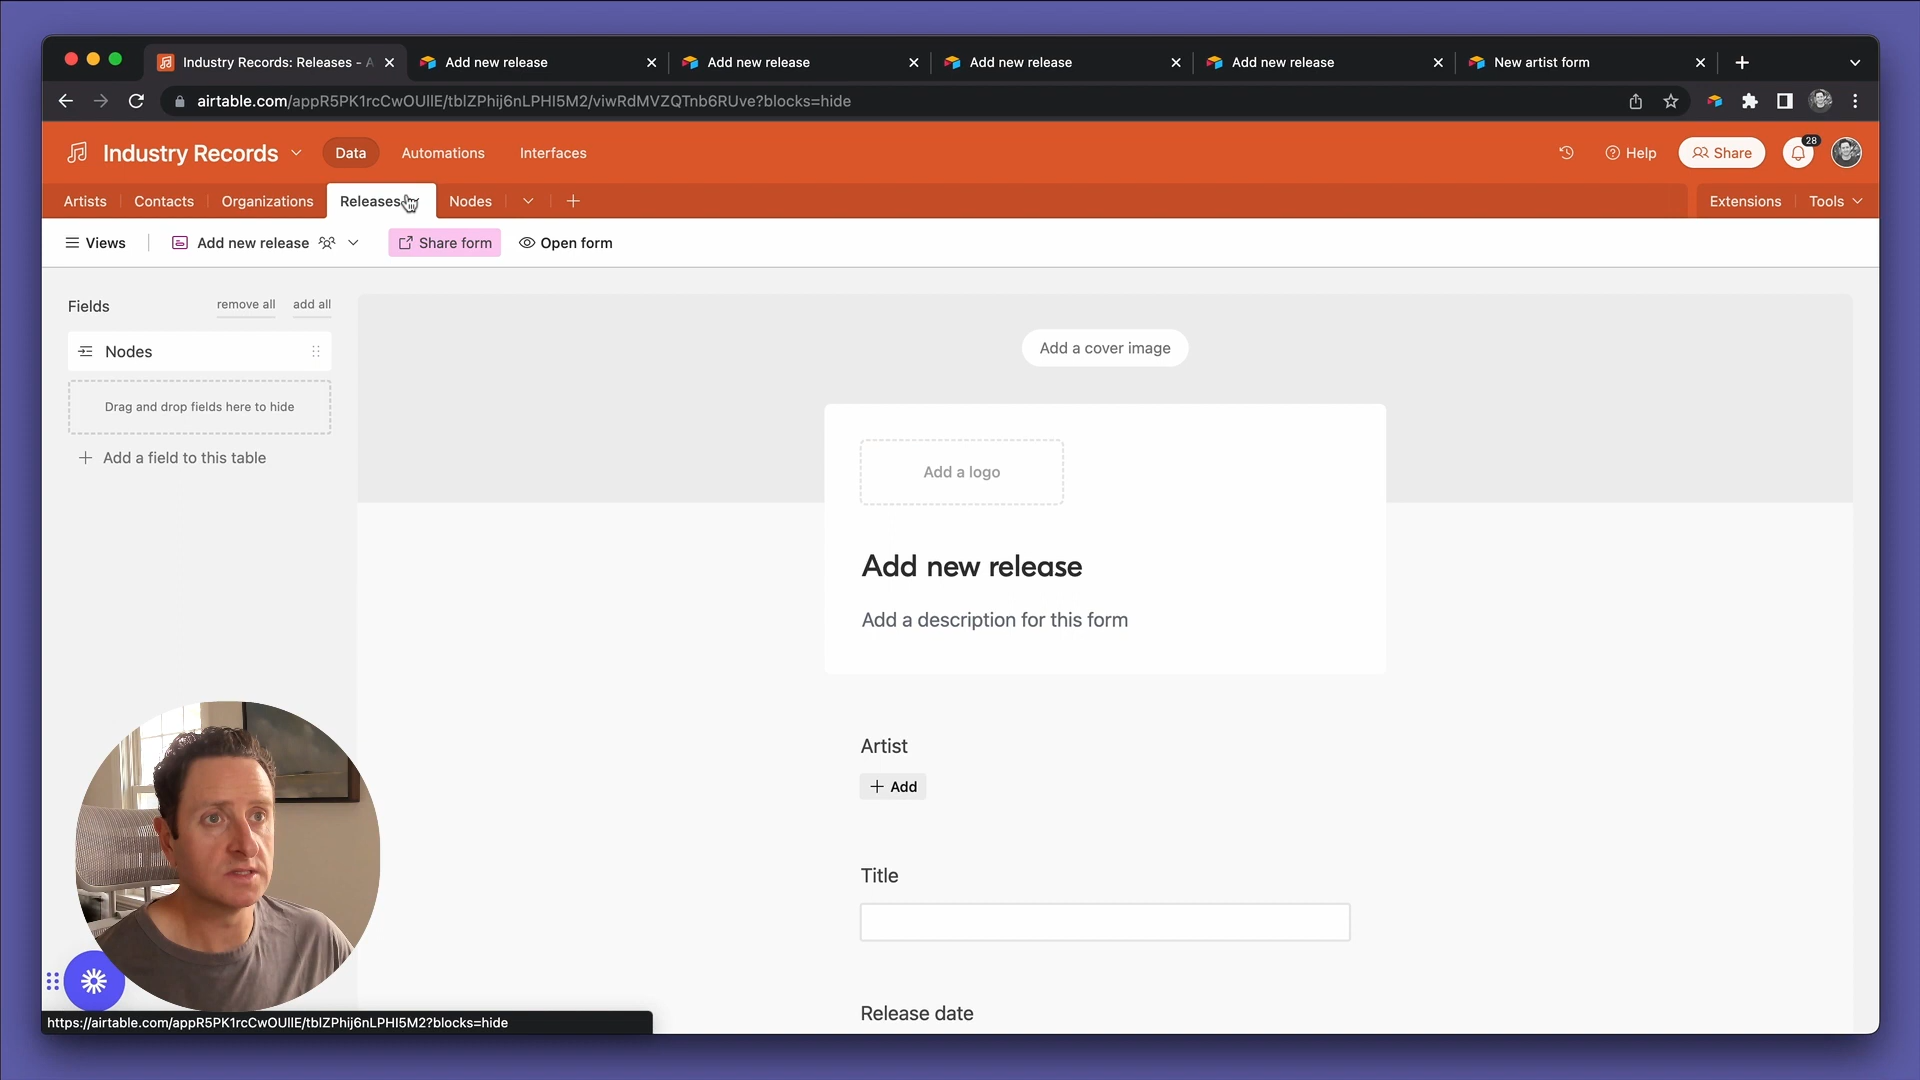 Industry Records: Releases - A
Add new release
Add new release
Add new release
Add new release
New artist form
airtable.com/appR5PK1rcCwOUllE/tblZPhij6nLPHI5M2/viwRdMVZQTnb6RUve?blocks=hide
Industry Records
Data
Automations
Interfaces
Help
Share
28
Artists
Contacts
Organizations
Releases
Nodes
Extensions
Tools
Views
Add new release
Share form
Open form
Fields
remove all
add all
Nodes
Drag and drop fields here to hide
Add a field to this table
Add a cover image
Add a logo
Add new release
Add a description for this form
Artist
Add
Title
Release date
https://airtable.com/appR5PK1rcCwOUllE/tblZPhij6nLPHI5M2?blocks=hide